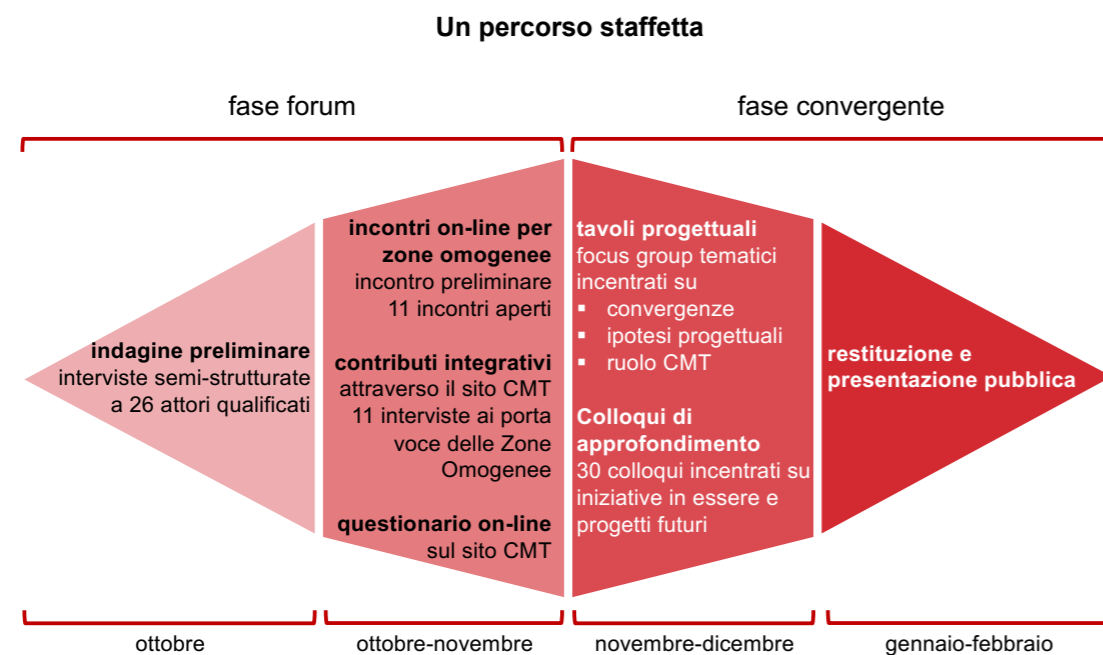 Un percorso staffetta
fase forum
fase convergente
indagine preliminare
interviste semi-strutturate
a 26 attori qualificati
incontri on-line per
zone omogenee
incontro preliminare
11 incontri aperti
contributi integrativi
attraverso il sito CMT
11 interviste ai porta
voce delle Zone
Omogenee
questionario on-line
sul sito CMT
tavoli progettuali
focus group tematici
incentrati su
▪ convergenze
▪ ipotesi progettuali
▪ ruolo CMT
Colloqui di
approfondimento
30 colloqui incentrati su
iniziative in essere e
progetti futuri
restituzione e
presentazione pubblica
ottobre
ottobre-novembre
novembre-dicembre
gennaio-febbraio